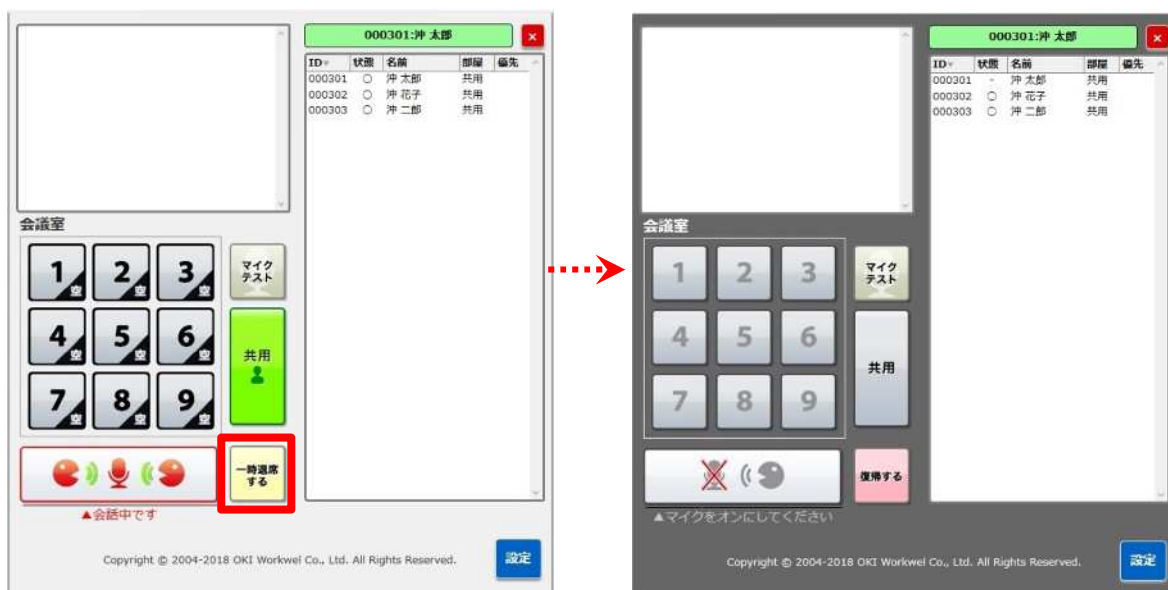 000301:沖 太郎
×
ID 状態 名前 部屋 優先
000301 ○ 沖 太郎 共用
000302 ○ 沖 花子 共用
000303 ○ 沖 二郎 共用
会議室
1空 2空 3空
マイク
テスト
4空 5空 6空
共用
7空 8空 9空
一時退席
する
▲会話中です
Copyright © 2004-2018 OKI Workwel Co., Ltd. All Rights Reserved.
設定
000301:沖 太郎
×
ID 状態 名前 部屋 優先
000301 - 沖 太郎 共用
000302 ○ 沖 花子 共用
000303 ○ 沖 二郎 共用
会議室
1 2 3
マイク
テスト
4 5 6
共用
7 8 9
復帰する
▲マイクをオンにしてください
Copyright © 2004-2018 OKI Workwel Co., Ltd. All Rights Reserved.
設定